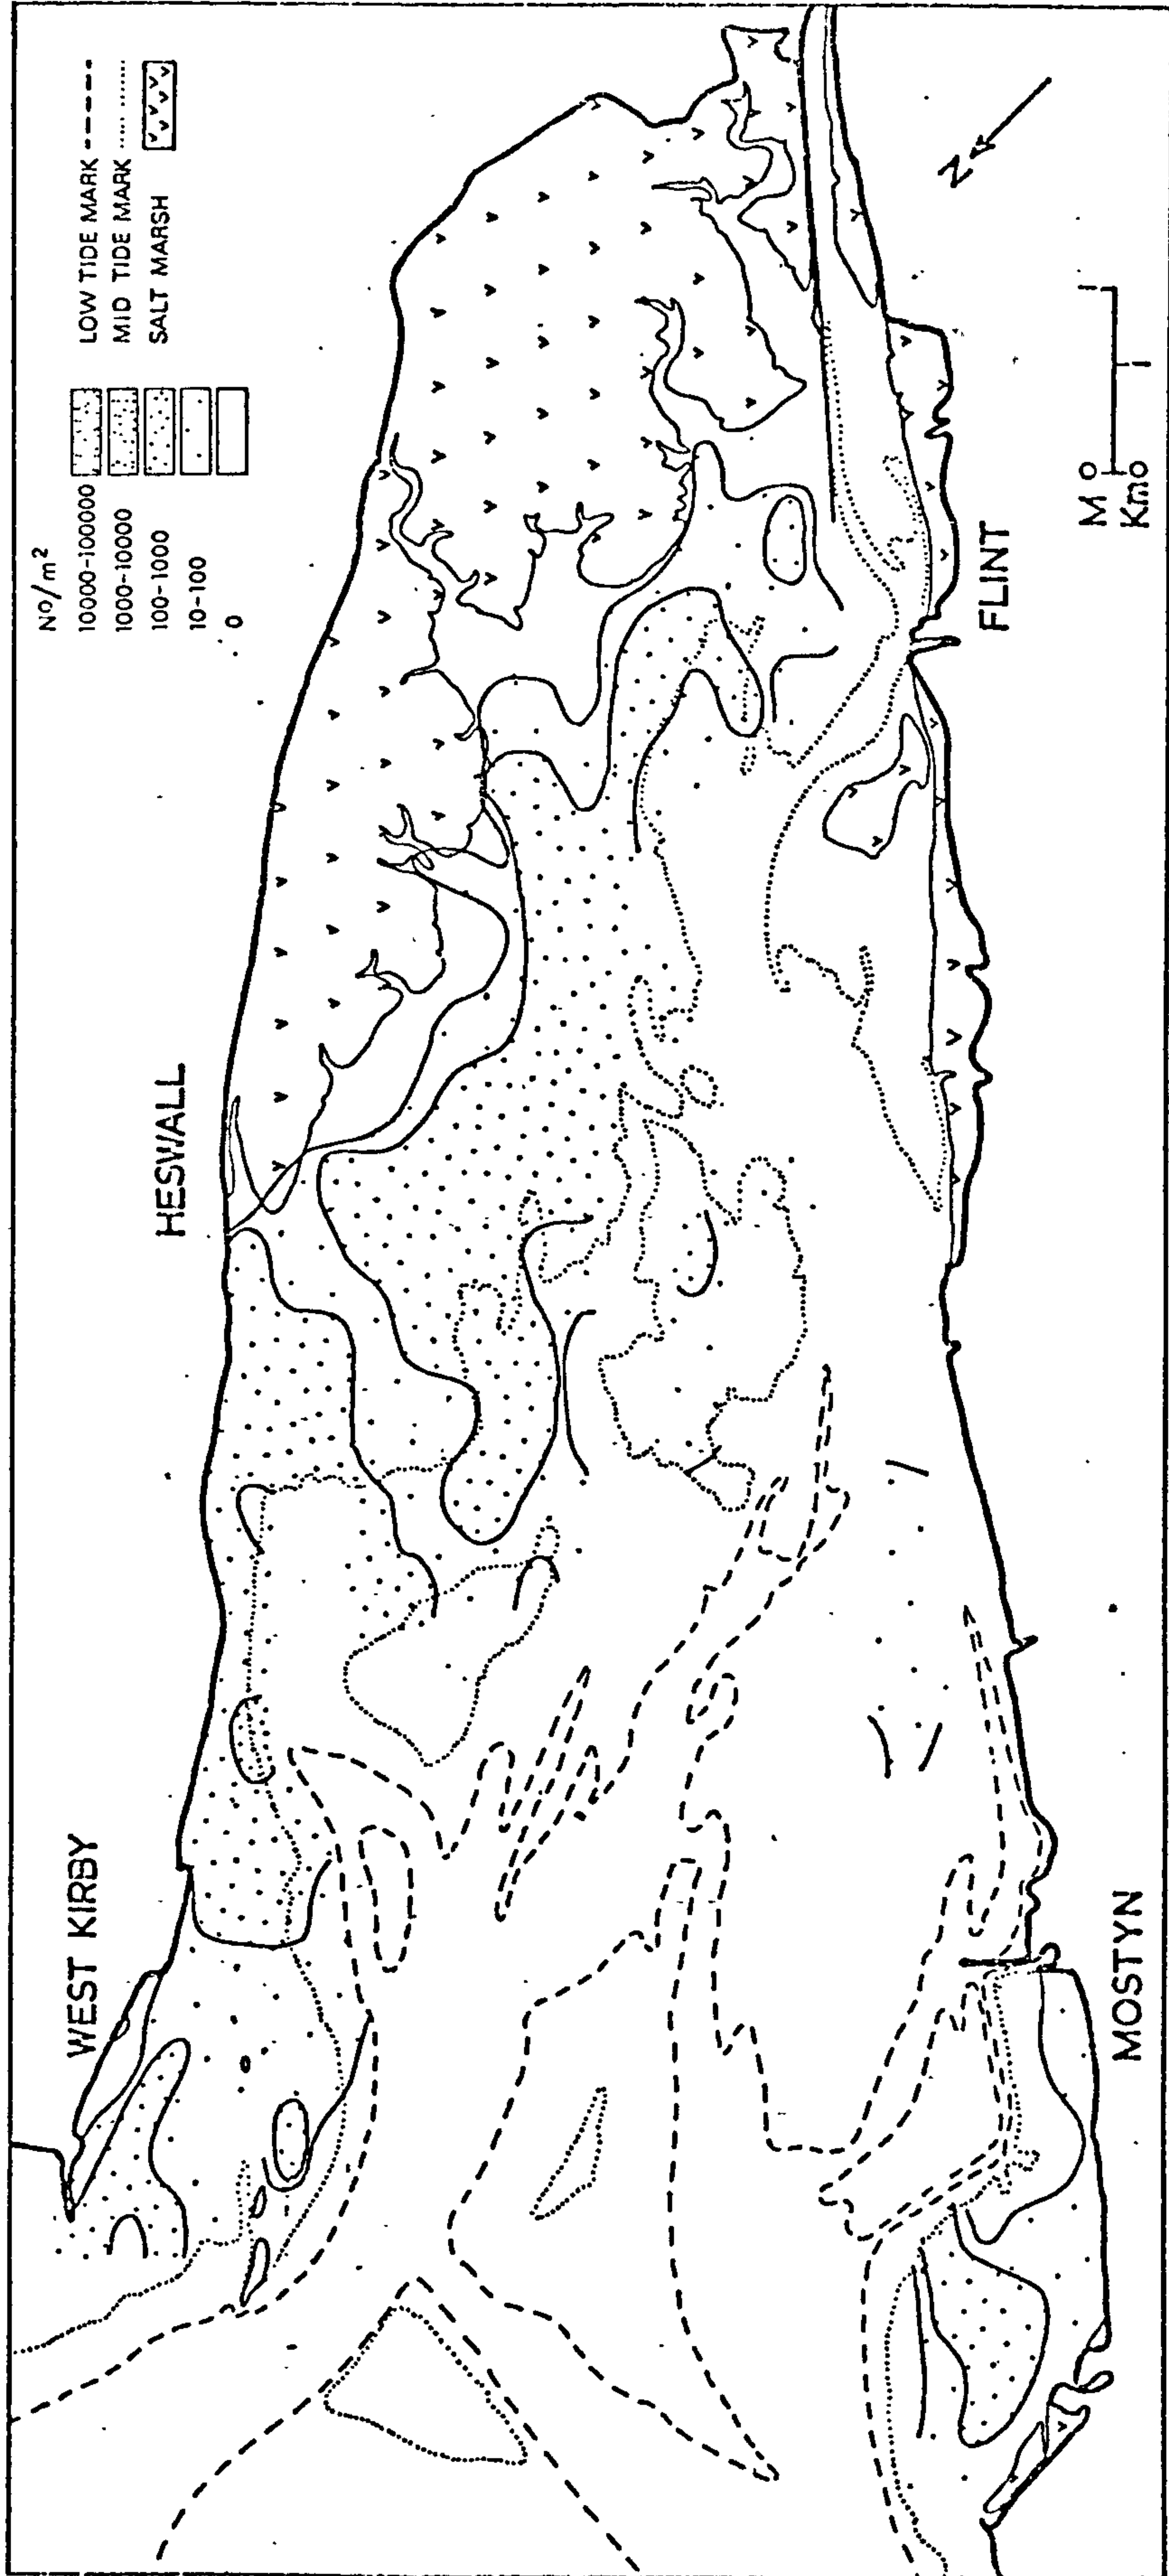 No/m²
10000-100000
1000-10000
100-1000
10-100
0
LOW TIDE MARK
MID TIDE MARK
SALT MARSH
HESWALL
WEST KIRBY
FLINT
MOSTYN
N
M 0 1
Km 0 1